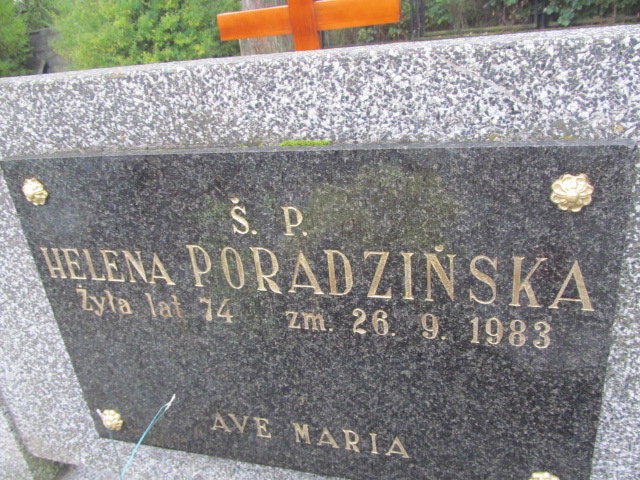 Ś. P.
HELENA PORADZIŃSKA
Żyła lat 74 zm. 26. 9. 1983
AVE MARIA